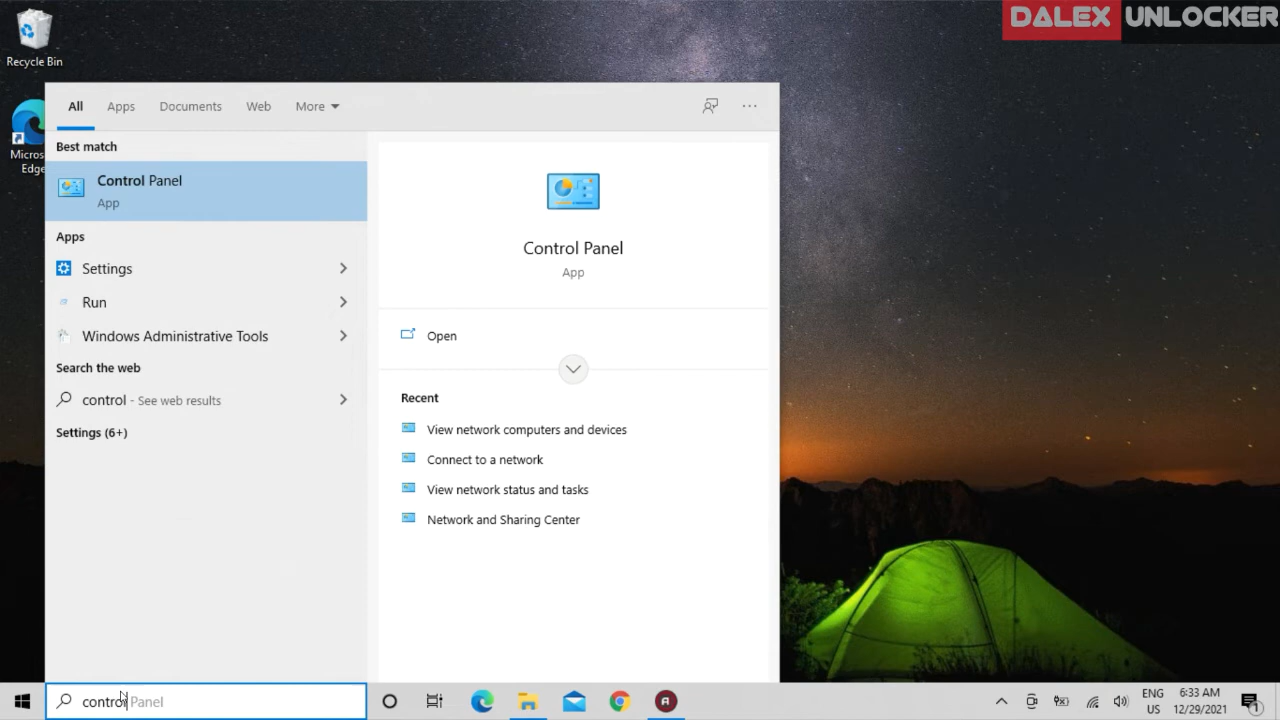 DALEX UNLOCKER
Recycle Bin
Micros
Edge
All Apps Documents Web More
Best match
Control Panel
App
Apps
Settings
Run
Windows Administrative Tools
Search the web
control - See web results
Settings (6+)
Control Panel
App
Open
Recent
View network computers and devices
Connect to a network
View network status and tasks
Network and Sharing Center
control Panel
A
ENG
US
6:33 AM
12/29/2021
1